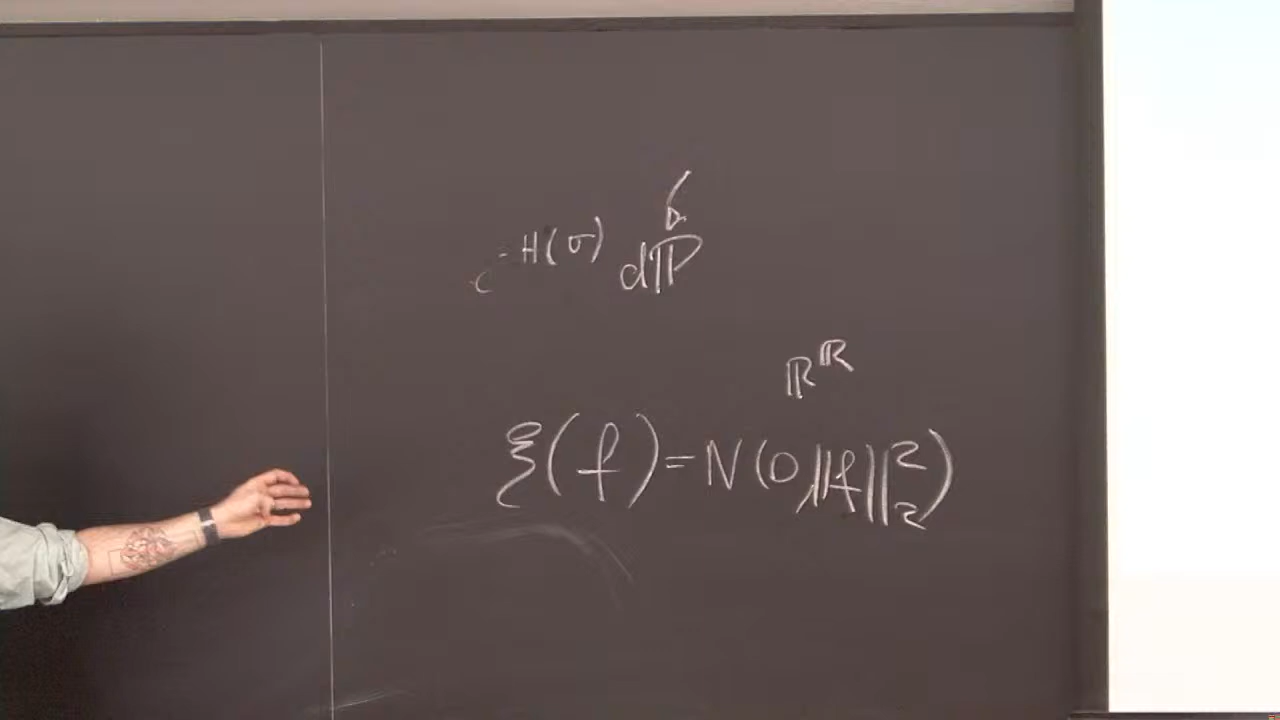 e^{-H(σ)} dℙ
ℝ^ℝ
ξ(f) = N(0, ||f||_2^2)